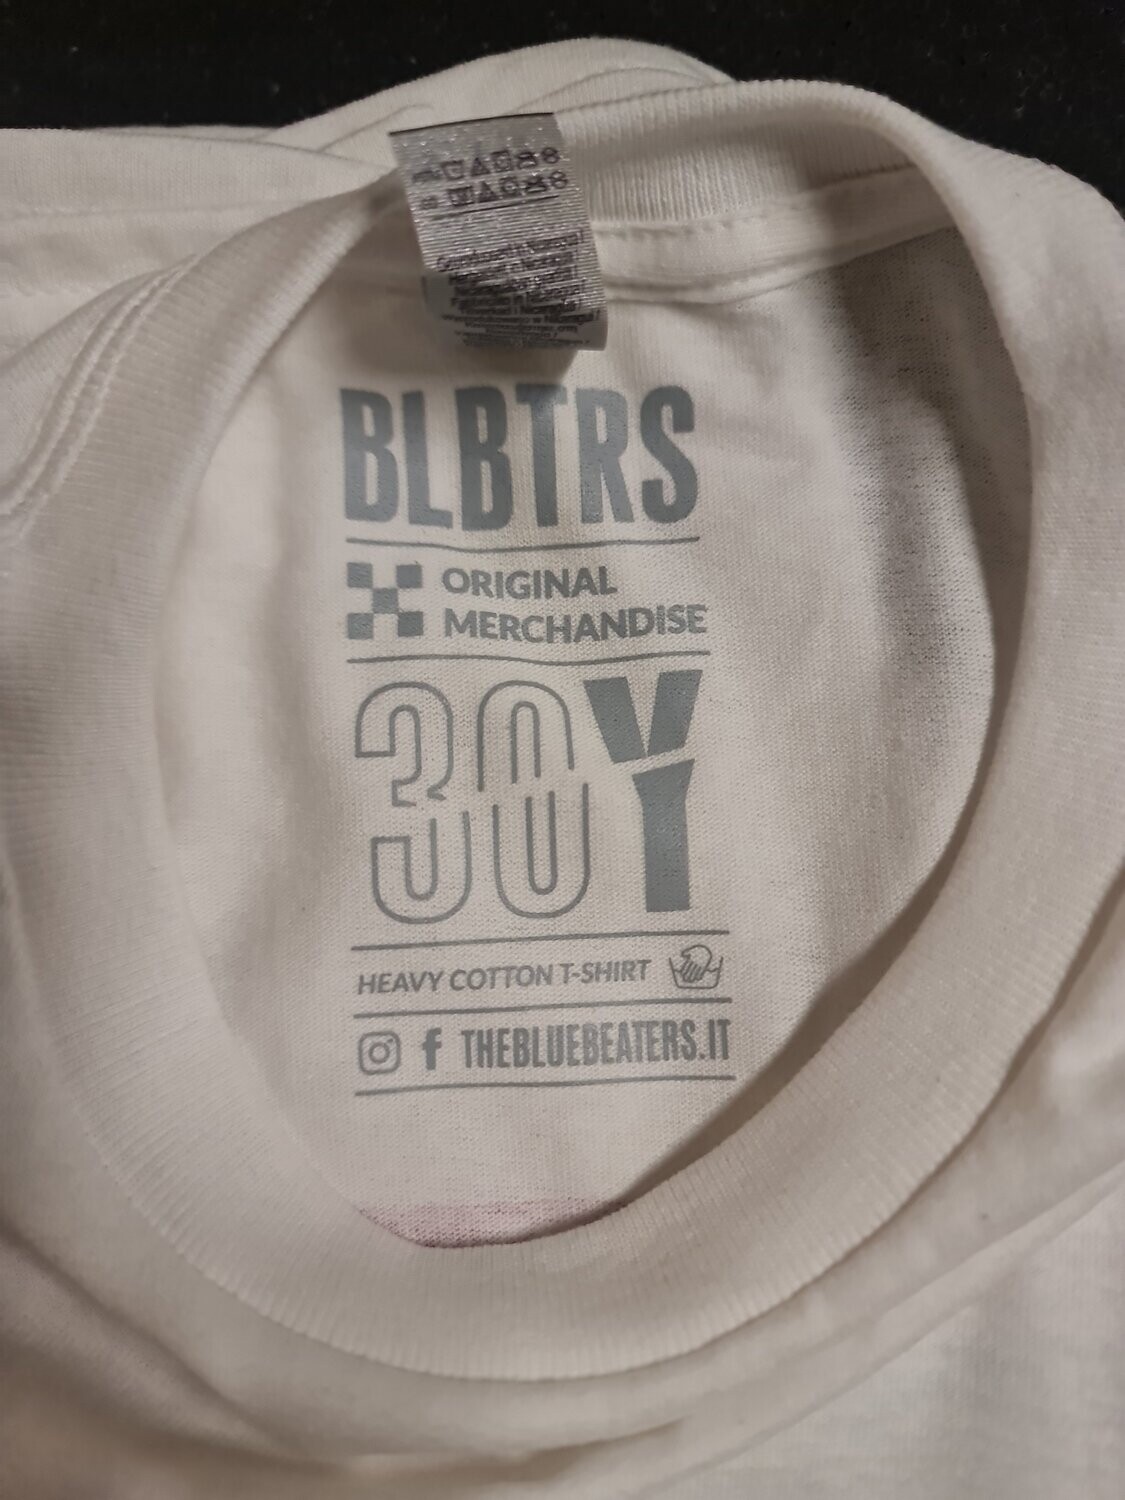 BLBTRS
ORIGINAL
MERCHANDISE
30Y
HEAVY COTTON T-SHIRT
THEBLUEBEATERS.IT